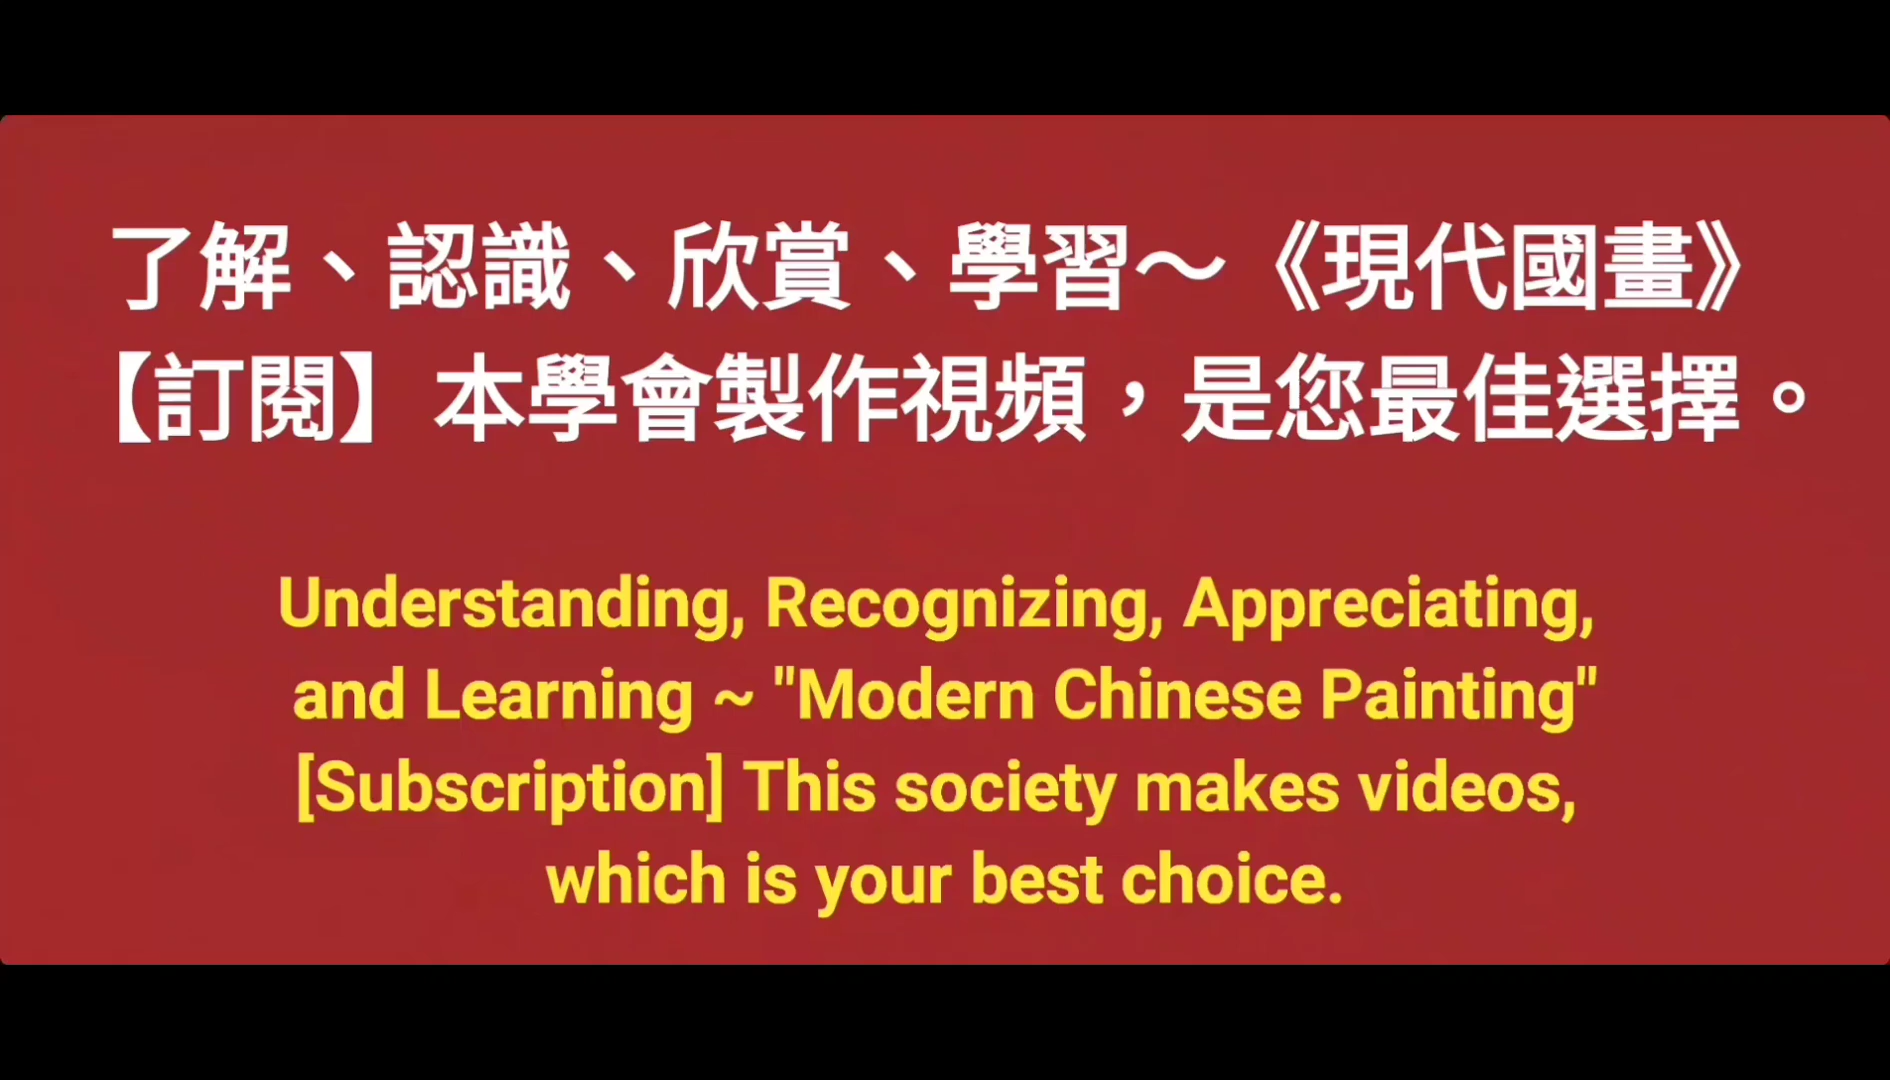 了解、認識、欣賞、學習～《現代國畫》
【訂閱】本學會製作視頻，是您最佳選擇。
Understanding, Recognizing, Appreciating,
and Learning ~ "Modern Chinese Painting"
[Subscription] This society makes videos,
which is your best choice.